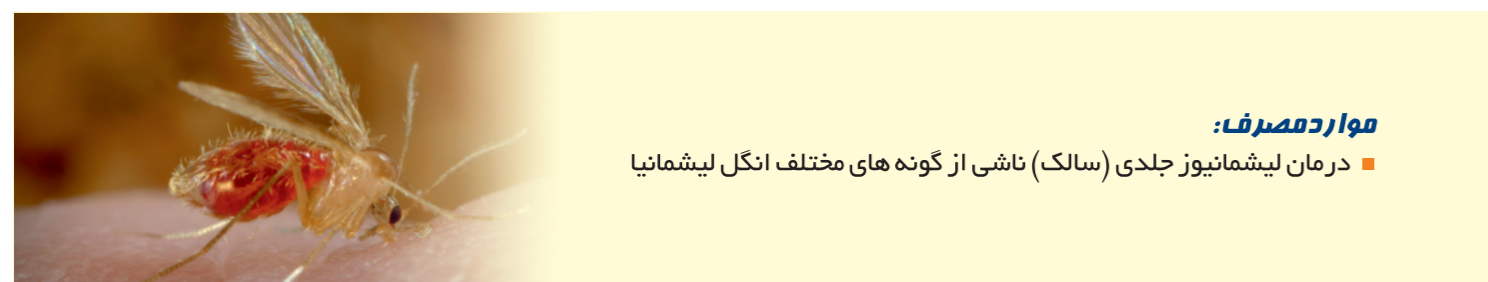 موارد مصرف:
درمان لیشمانیوز جلدی (سالک) ناشی از گونه های مختلف انگل لیشمانیا